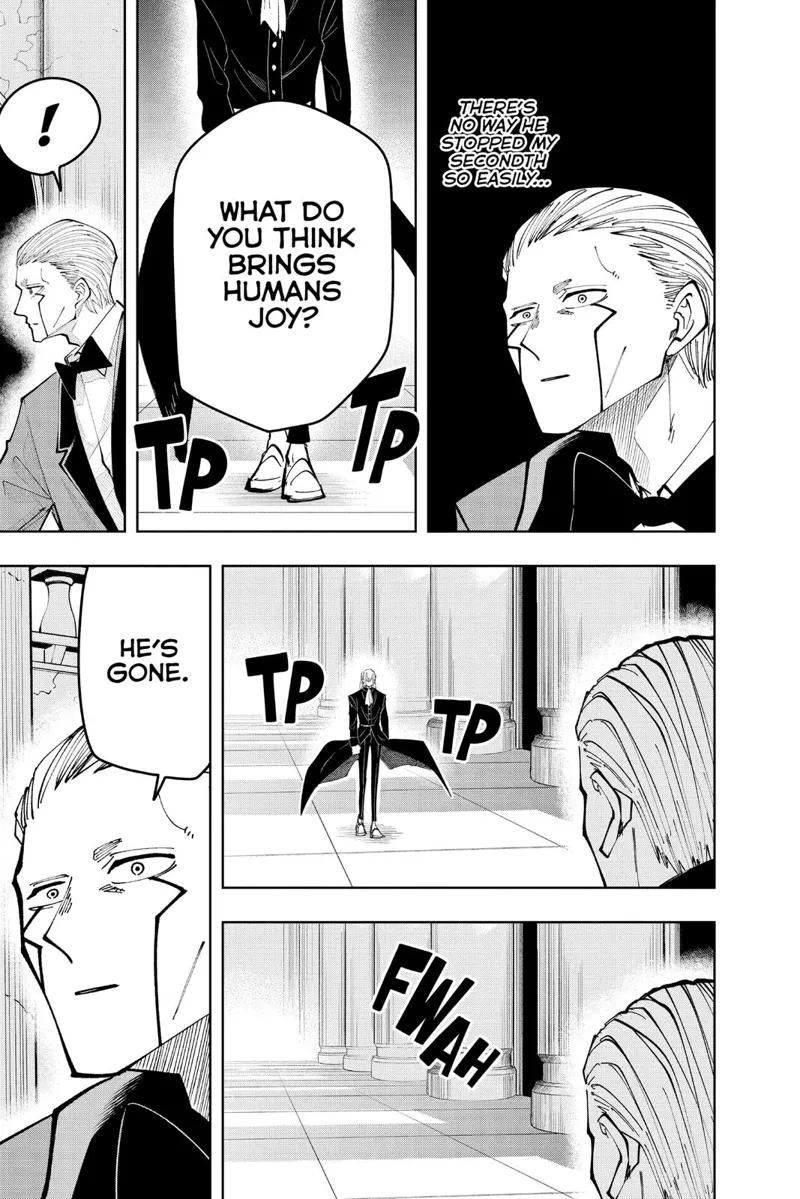 THERE'S
NO WAY HE
STOPPED MY
SECONDTH
SO EASILY...
WHAT DO
YOU THINK
BRINGS
HUMANS
JOY?
TP
TP
!
TP
TP
FWAH
HE'S
GONE.